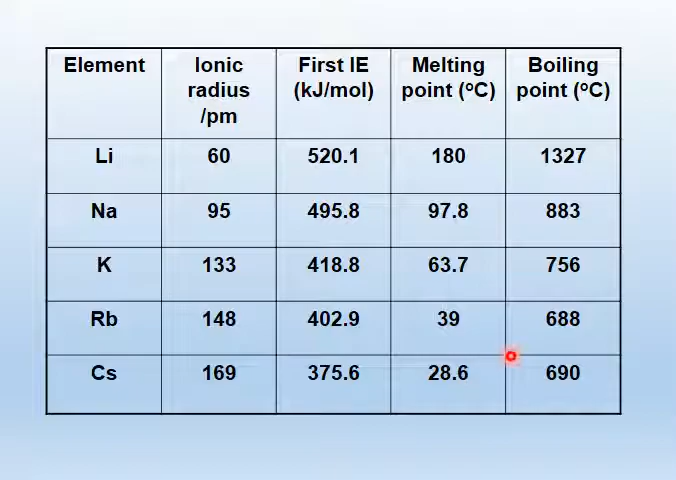 Element Ionic radius /pm First IE (kJ/mol) Melting point (°C) Boiling point (°C)
Li 60 520.1 180 1327
Na 95 495.8 97.8 883
K 133 418.8 63.7 756
Rb 148 402.9 39 688
Cs 169 375.6 28.6 690